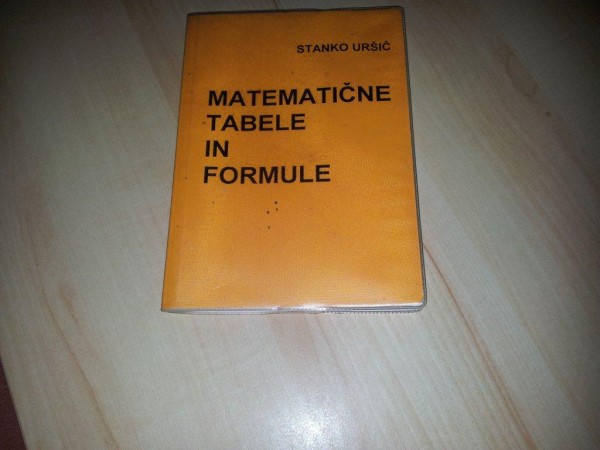 STANKO URŠIČ
MATEMATIČNE
TABELE
IN
FORMULE